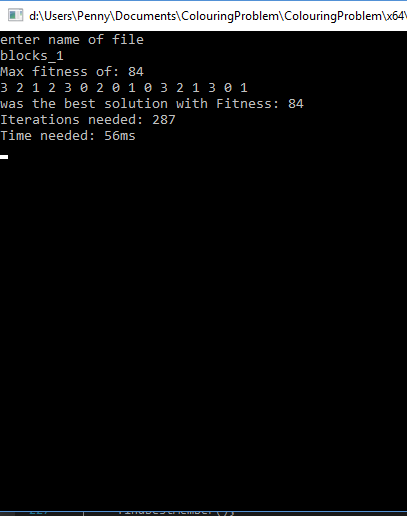 d:\Users\Penny\Documents\ColouringProblem\ColouringProblem\x64\
enter name of file
blocks_1
Max fitness of: 84
3 2 1 2 3 0 2 0 1 0 3 2 1 3 0 1
was the best solution with Fitness: 84
Iterations needed: 287
Time needed: 56ms